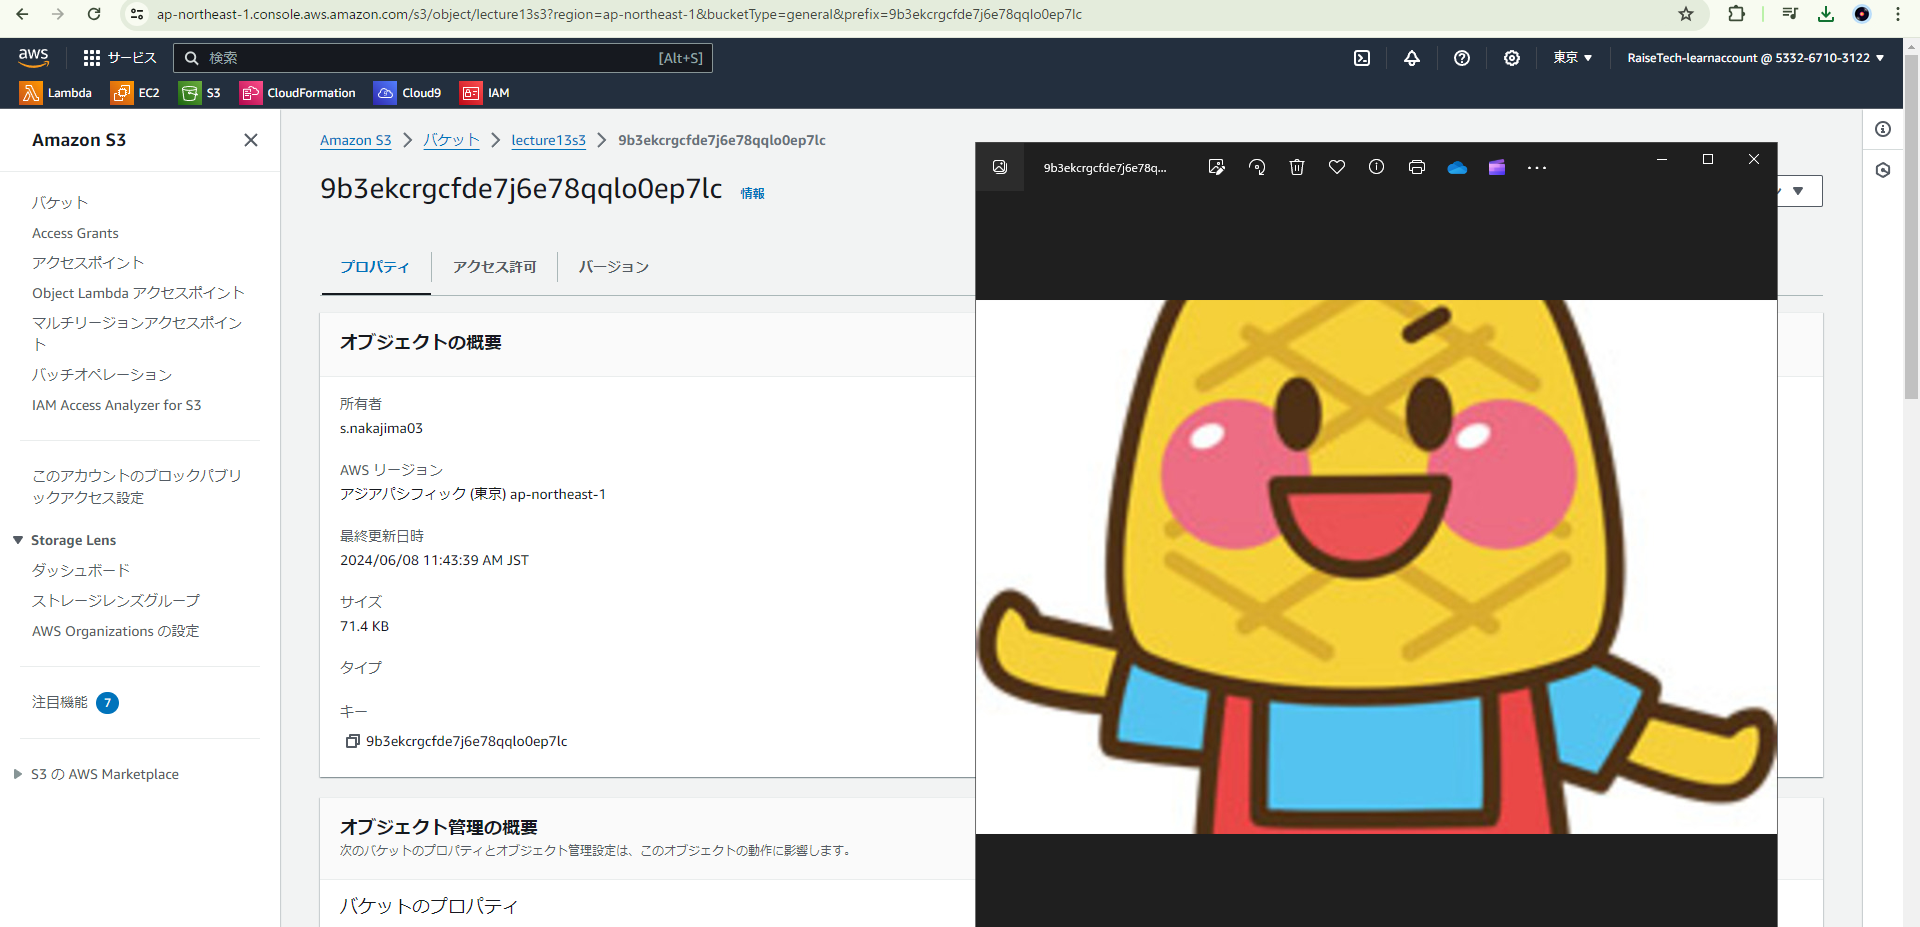 ap-northeast-1.console.aws.amazon.com/s3/object/lecture13s3?region=ap-northeast-1&bucketType=general&prefix=9b3ekcrgcfde7j6e78qqlo0ep7lc
aws
サービス
検索
[Alt+S]
東京
RaiseTech-learnaccount @ 5332-6710-3122
Lambda
EC2
S3
CloudFormation
Cloud9
IAM
Amazon S3
バケット
Access Grants
アクセスポイント
Object Lambda アクセスポイント
マルチリージョンアクセスポイン
ト
バッチオペレーション
IAM Access Analyzer for S3
このアカウントのブロックパブリ
ックアクセス設定
Storage Lens
ダッシュボード
ストレージレンズグループ
AWS Organizations の設定
注目機能 7
S3 の AWS Marketplace
Amazon S3
バケット
lecture13s3
9b3ekcrgcfde7j6e78qqlo0ep7lc
9b3ekcrgcfde7j6e78qqlo0ep7lc 情報
プロパティ
アクセス許可
バージョン
オブジェクトの概要
所有者
s.nakajima03
AWS リージョン
アジアパシフィック (東京) ap-northeast-1
最終更新日時
2024/06/08 11:43:39 AM JST
サイズ
71.4 KB
タイプ
キー
9b3ekcrgcfde7j6e78qqlo0ep7lc
オブジェクト管理の概要
次のバケットのプロパティとオブジェクト管理設定は、このオブジェクトの動作に影響します。
バケットのプロパティ
9b3ekcrgcfde7j6e78qq...